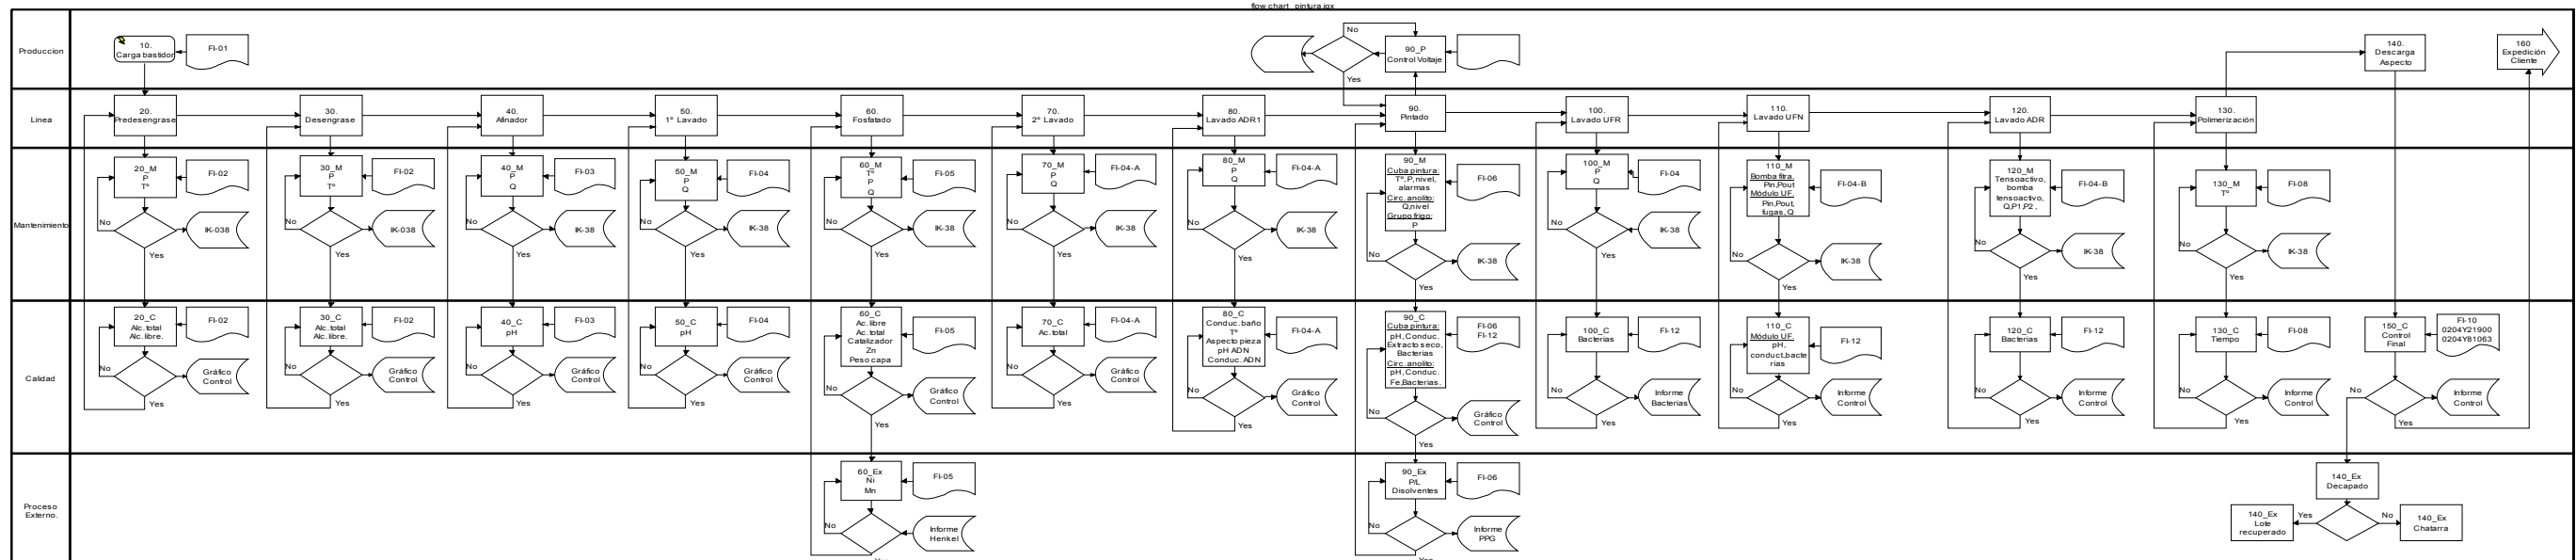 flow chart_pintura.igx
Produccion
10.
Carga bastidor
FI-01
No
Yes
90_P
Control Voltaje
140.
Descarga
Aspecto
160
Expedición
Cliente
Linea
20.
Predesengrase
30.
Desengrase
40.
Afinador
50.
1º Lavado
60.
Fosfatado
70.
2º Lavado
80.
Lavado ADR1
90.
Pintado
100.
Lavado UFR
110.
Lavado UFN
120.
Lavado ADR
130.
Polimerización
Mantenimiento
20_M
P
Tº
FI-02
No
Yes
IK-038
30_M
P
Tº
FI-02
No
Yes
IK-038
40_M
P
Q
FI-03
No
Yes
IK-38
50_M
P
Q
FI-04
No
Yes
IK-38
60_M
Tº
P
Q
FI-05
No
Yes
IK-38
70_M
P
Q
FI-04-A
No
Yes
IK-38
80_M
P
Q
FI-04-A
No
Yes
IK-38
90_M
Cuba pintura:
Tº,P,nivel,
alarmas
Circ.anolito:
Q,nivel
Grupo frigo:
P
FI-06
No
Yes
IK-38
100_M
P
Q
FI-04
No
Yes
IK-38
110_M
Bomba fitra.
Pin,Pout
Módulo UF.
Pin,Pout,
fugas,Q
FI-04-B
No
Yes
IK-38
120_M
Tensoactivo,
bomba
tensoactivo,
Q,P1,P2,
FI-04-B
No
Yes
IK-38
130_M
Tº
FI-08
No
Yes
IK-38
Calidad
20_C
Alc.total
Alc.libre.
FI-02
No
Yes
Gráfico
Control
30_C
Alc.total
Alc.libre.
FI-02
No
Yes
Gráfico
Control
40_C
pH
FI-03
No
Yes
Gráfico
Control
50_C
pH
FI-04
No
Yes
Gráfico
Control
60_C
Ac.libre
Ac.total
Catalizador
Zn
Peso capa
FI-05
No
Yes
Gráfico
Control
70_C
Ac.total
FI-04-A
No
Yes
Gráfico
Control
80_C
Conduc.baño
Tº
Aspecto pieza
pH ADN
Conduc.ADN
FI-04-A
No
Yes
Gráfico
Control
90_C
Cuba pintura:
pH,Conduc.
Extracto seco,
Bacterias
Circ.anolito:
pH,Conduc.
Fe,Bacterias.
FI-06
FI-12
No
Yes
Gráfico
Control
100_C
Bacterias
FI-12
No
Yes
Informe
Bacterias
110_C
Módulo UF.
pH,
conduct,bacte
rias
FI-12
No
Yes
Informe
Control
120_C
Bacterias
FI-12
No
Yes
Informe
Control
130_C
Tiempo
FI-08
No
Yes
Informe
Control
150_C
Control
Final
FI-10
0204Y21900
0204Y81063
No
Yes
Informe
Control
Proceso
Externo.
60_Ex
Ni
Mn
FI-05
No
Yes
Informe
Henkel
90_Ex
P/L
Disolventes
FI-06
No
Yes
Informe
PPG
140_Ex
Decapado
140_Ex
Lote
recuperado
Yes
No
140_Ex
Chatarra